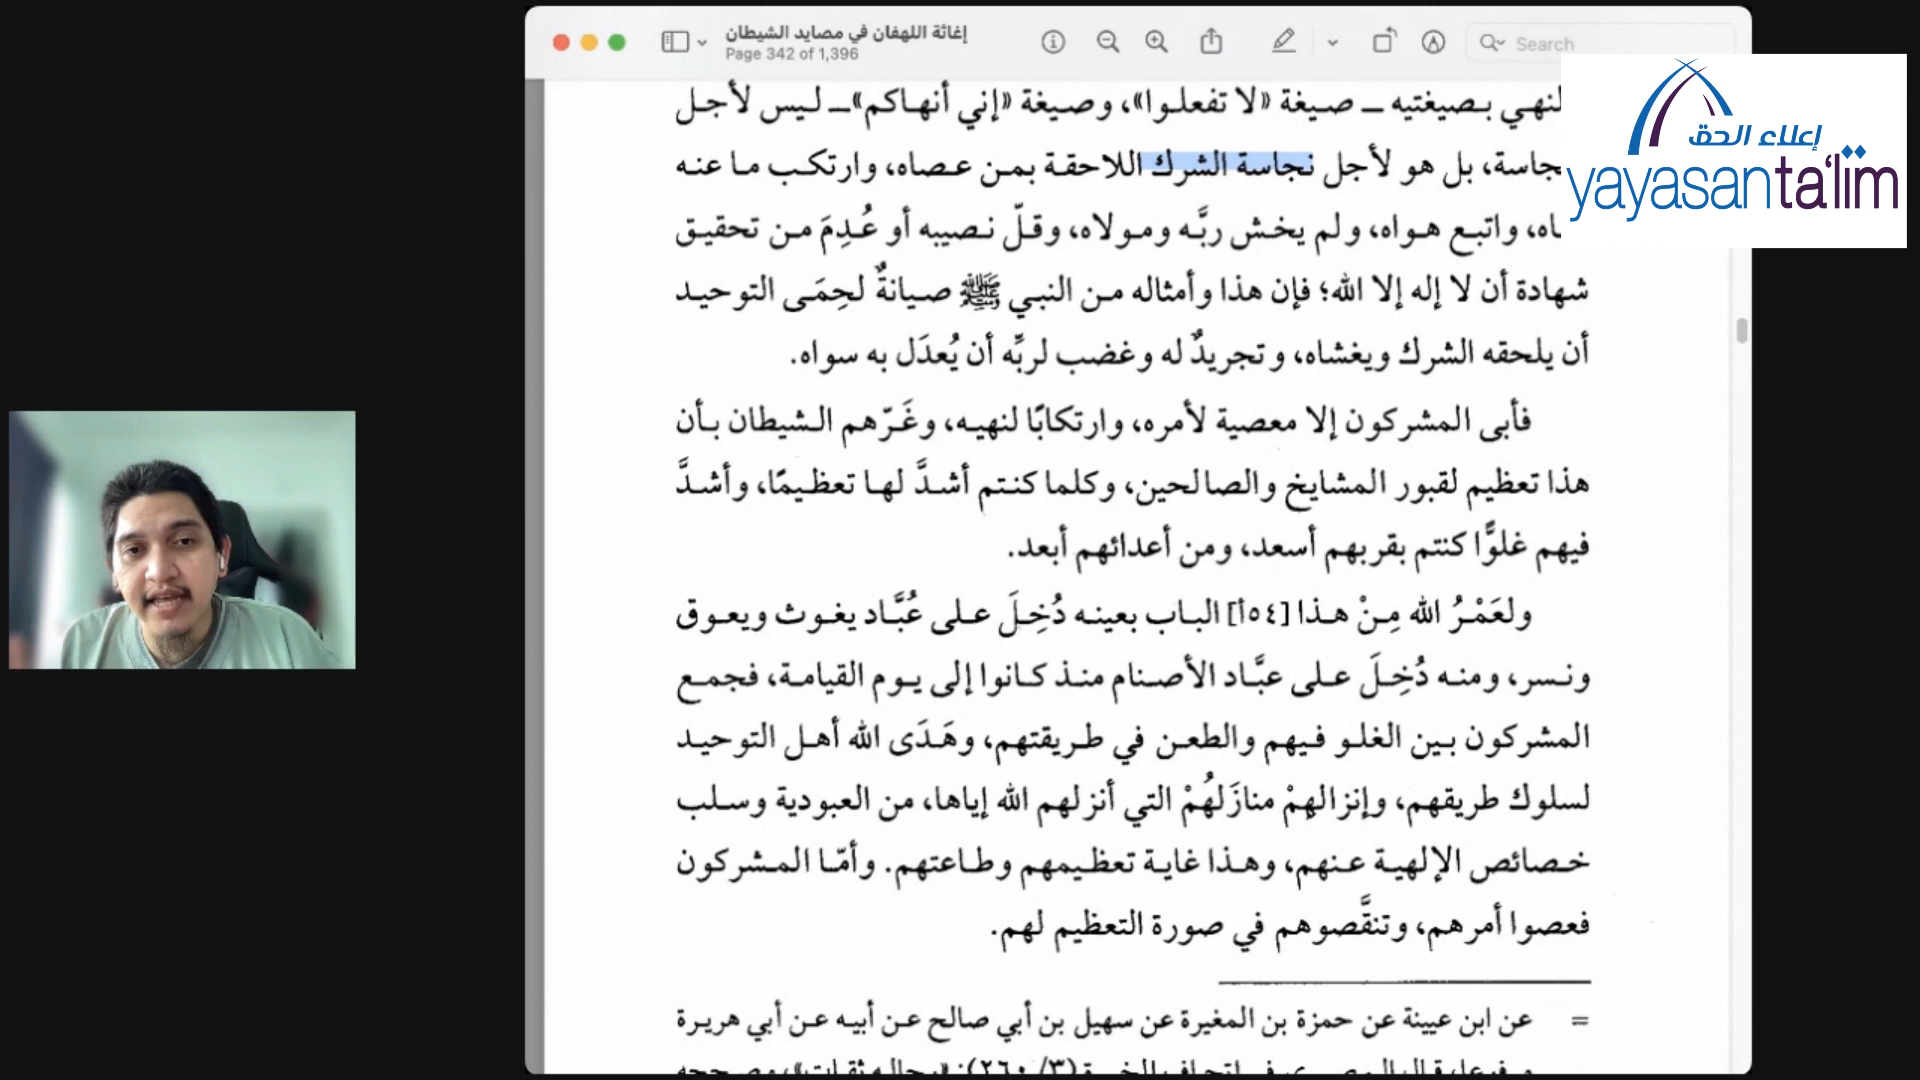 إغاثة اللهفان في مصايد الشيطان
Page 342 of 1,396
Search
إعلاء الحق
yayasanta'lim
بصيغتيه ــ صيغة «لا تفعلوا»، وصيغة «إني أنهاكم»ــ ليس لأجل
بل هو لأجل نجاسة الشرك اللاحقة بمن عصاه، وارتكب ما عنه
واتبع هواه، ولم يخش ربَّه ومولاه، وقلّ نصيبه أو عُدِمَ من تحقيق
شهادة أن لا إله إلا الله؛ فإن هذا وأمثاله من النبي ﷺ صيانةٌ لحِمَى التوحيد
أن يلحقه الشرك ويغشاه، وتجريدٌ له وغضب لربِّه أن يُعدَل به سواه.
فأبى المشركون إلا معصية لأمره، وارتكابًا لنهيه، وغَرّهم الشيطان بأن
هذا تعظيم لقبور المشايخ والصالحين، وكلما كنتم أشدَّ لها تعظيمًا، وأشدَّ
فيهم غلوًّا كنتم بقربهم أسعد، ومن أعدائهم أبعد.
ولعَمْرُ الله مِنْ هذا [٥٤أ] الباب بعينه دُخِلَ على عُبَّاد يغوث ويعوق
ونسر، ومنه دُخِلَ على عبَّاد الأصنام منذ كانوا إلى يوم القيامة، فجمع
المشركون بين الغلو فيهم والطعن في طريقتهم، وهَدَى الله أهل التوحيد
لسلوك طريقهم، وإنزالهِمْ منازَلهُمْ التي أنزلهم الله إياها، من العبودية وسلب
خصائص الإلهية عنهم، وهذا غاية تعظيمهم وطاعتهم. وأمّا المشركون
فعصوا أمرهم، وتنقَّصوهم في صورة التعظيم لهم.
= عن ابن عيينة عن حمزة بن المغيرة عن سهيل بن أبي صالح عن أبيه عن أبي هريرة